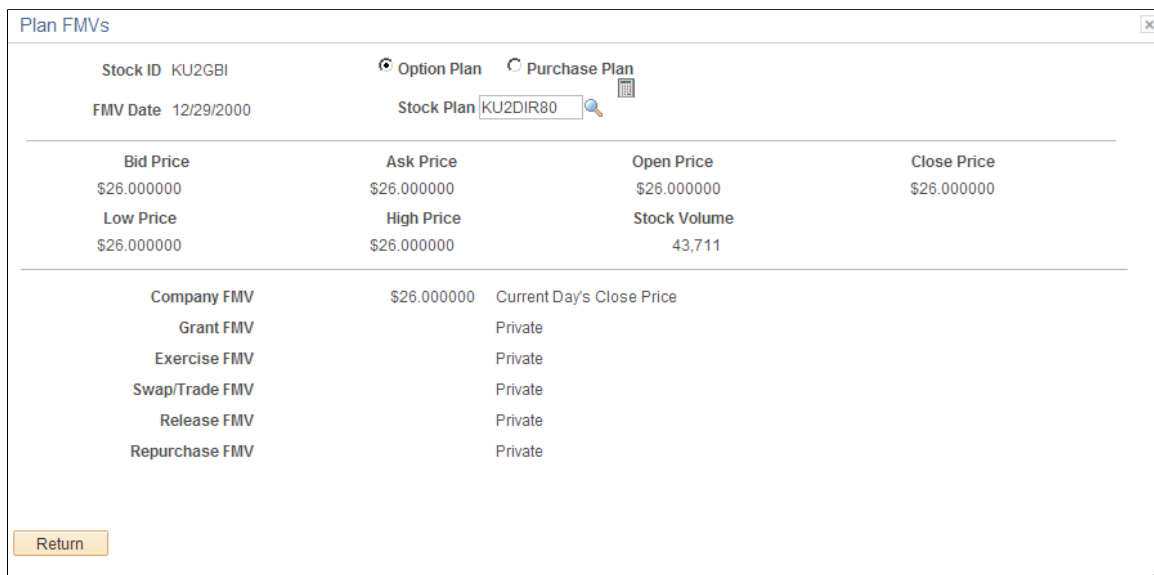 Plan FMVs
Stock ID KU2GBI Option Plan Purchase Plan
FMV Date 12/29/2000 Stock Plan KU2DIR80
Bid Price Ask Price Open Price Close Price
$26.000000 $26.000000 $26.000000 $26.000000
Low Price High Price Stock Volume
$26.000000 $26.000000 43,711
Company FMV $26.000000 Current Day's Close Price
Grant FMV Private
Exercise FMV Private
Swap/Trade FMV Private
Release FMV Private
Repurchase FMV Private
Return